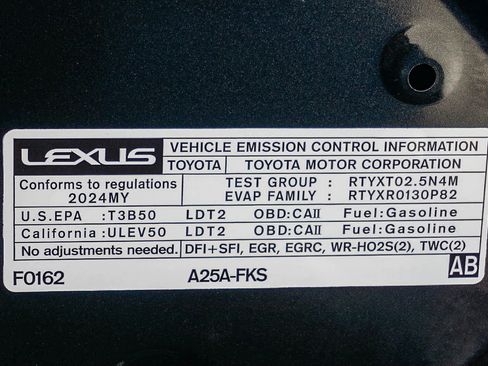 LEXUS VEHICLE EMISSION CONTROL INFORMATION
TOYOTA TOYOTA MOTOR CORPORATION
Conforms to regulations
2024MY
TEST GROUP : RTYXT02.5N4M
EVAP FAMILY : RTYXR0130P82
U.S.EPA : T3B50 LDT2 OBD:CAII Fuel:Gasoline
California : ULEV50 LDT2 OBD:CAII Fuel:Gasoline
No adjustments needed. DFI+SFI, EGR, EGRC, WR-HO2S(2), TWC(2)
F0162 A25A-FKS AB